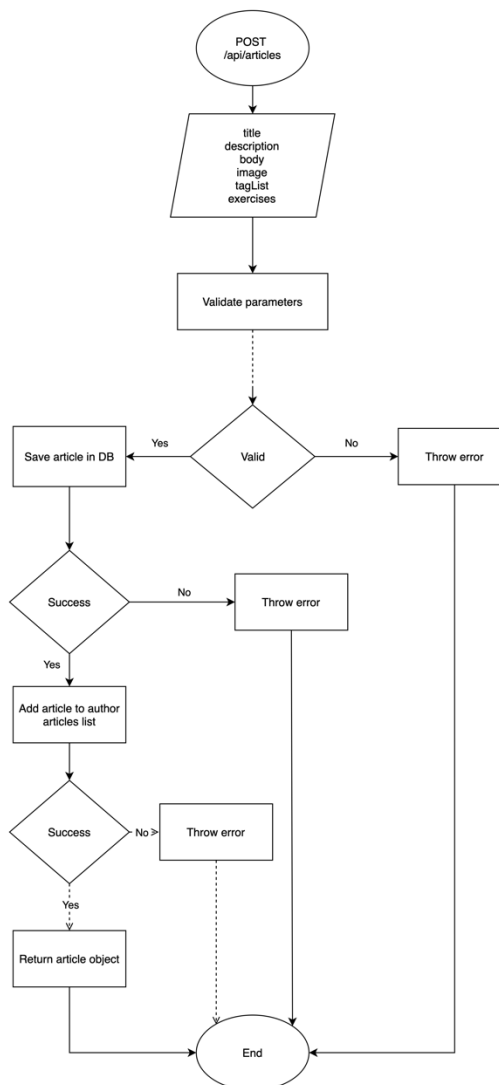 POST
/api/articles
title
description
body
image
tagList
exercises
Validate parameters
Save article in DB
Yes
Valid
No
Throw error
Success
No
Throw error
Yes
Add article to author
articles list
Success
No
Throw error
Yes
Return article object
End